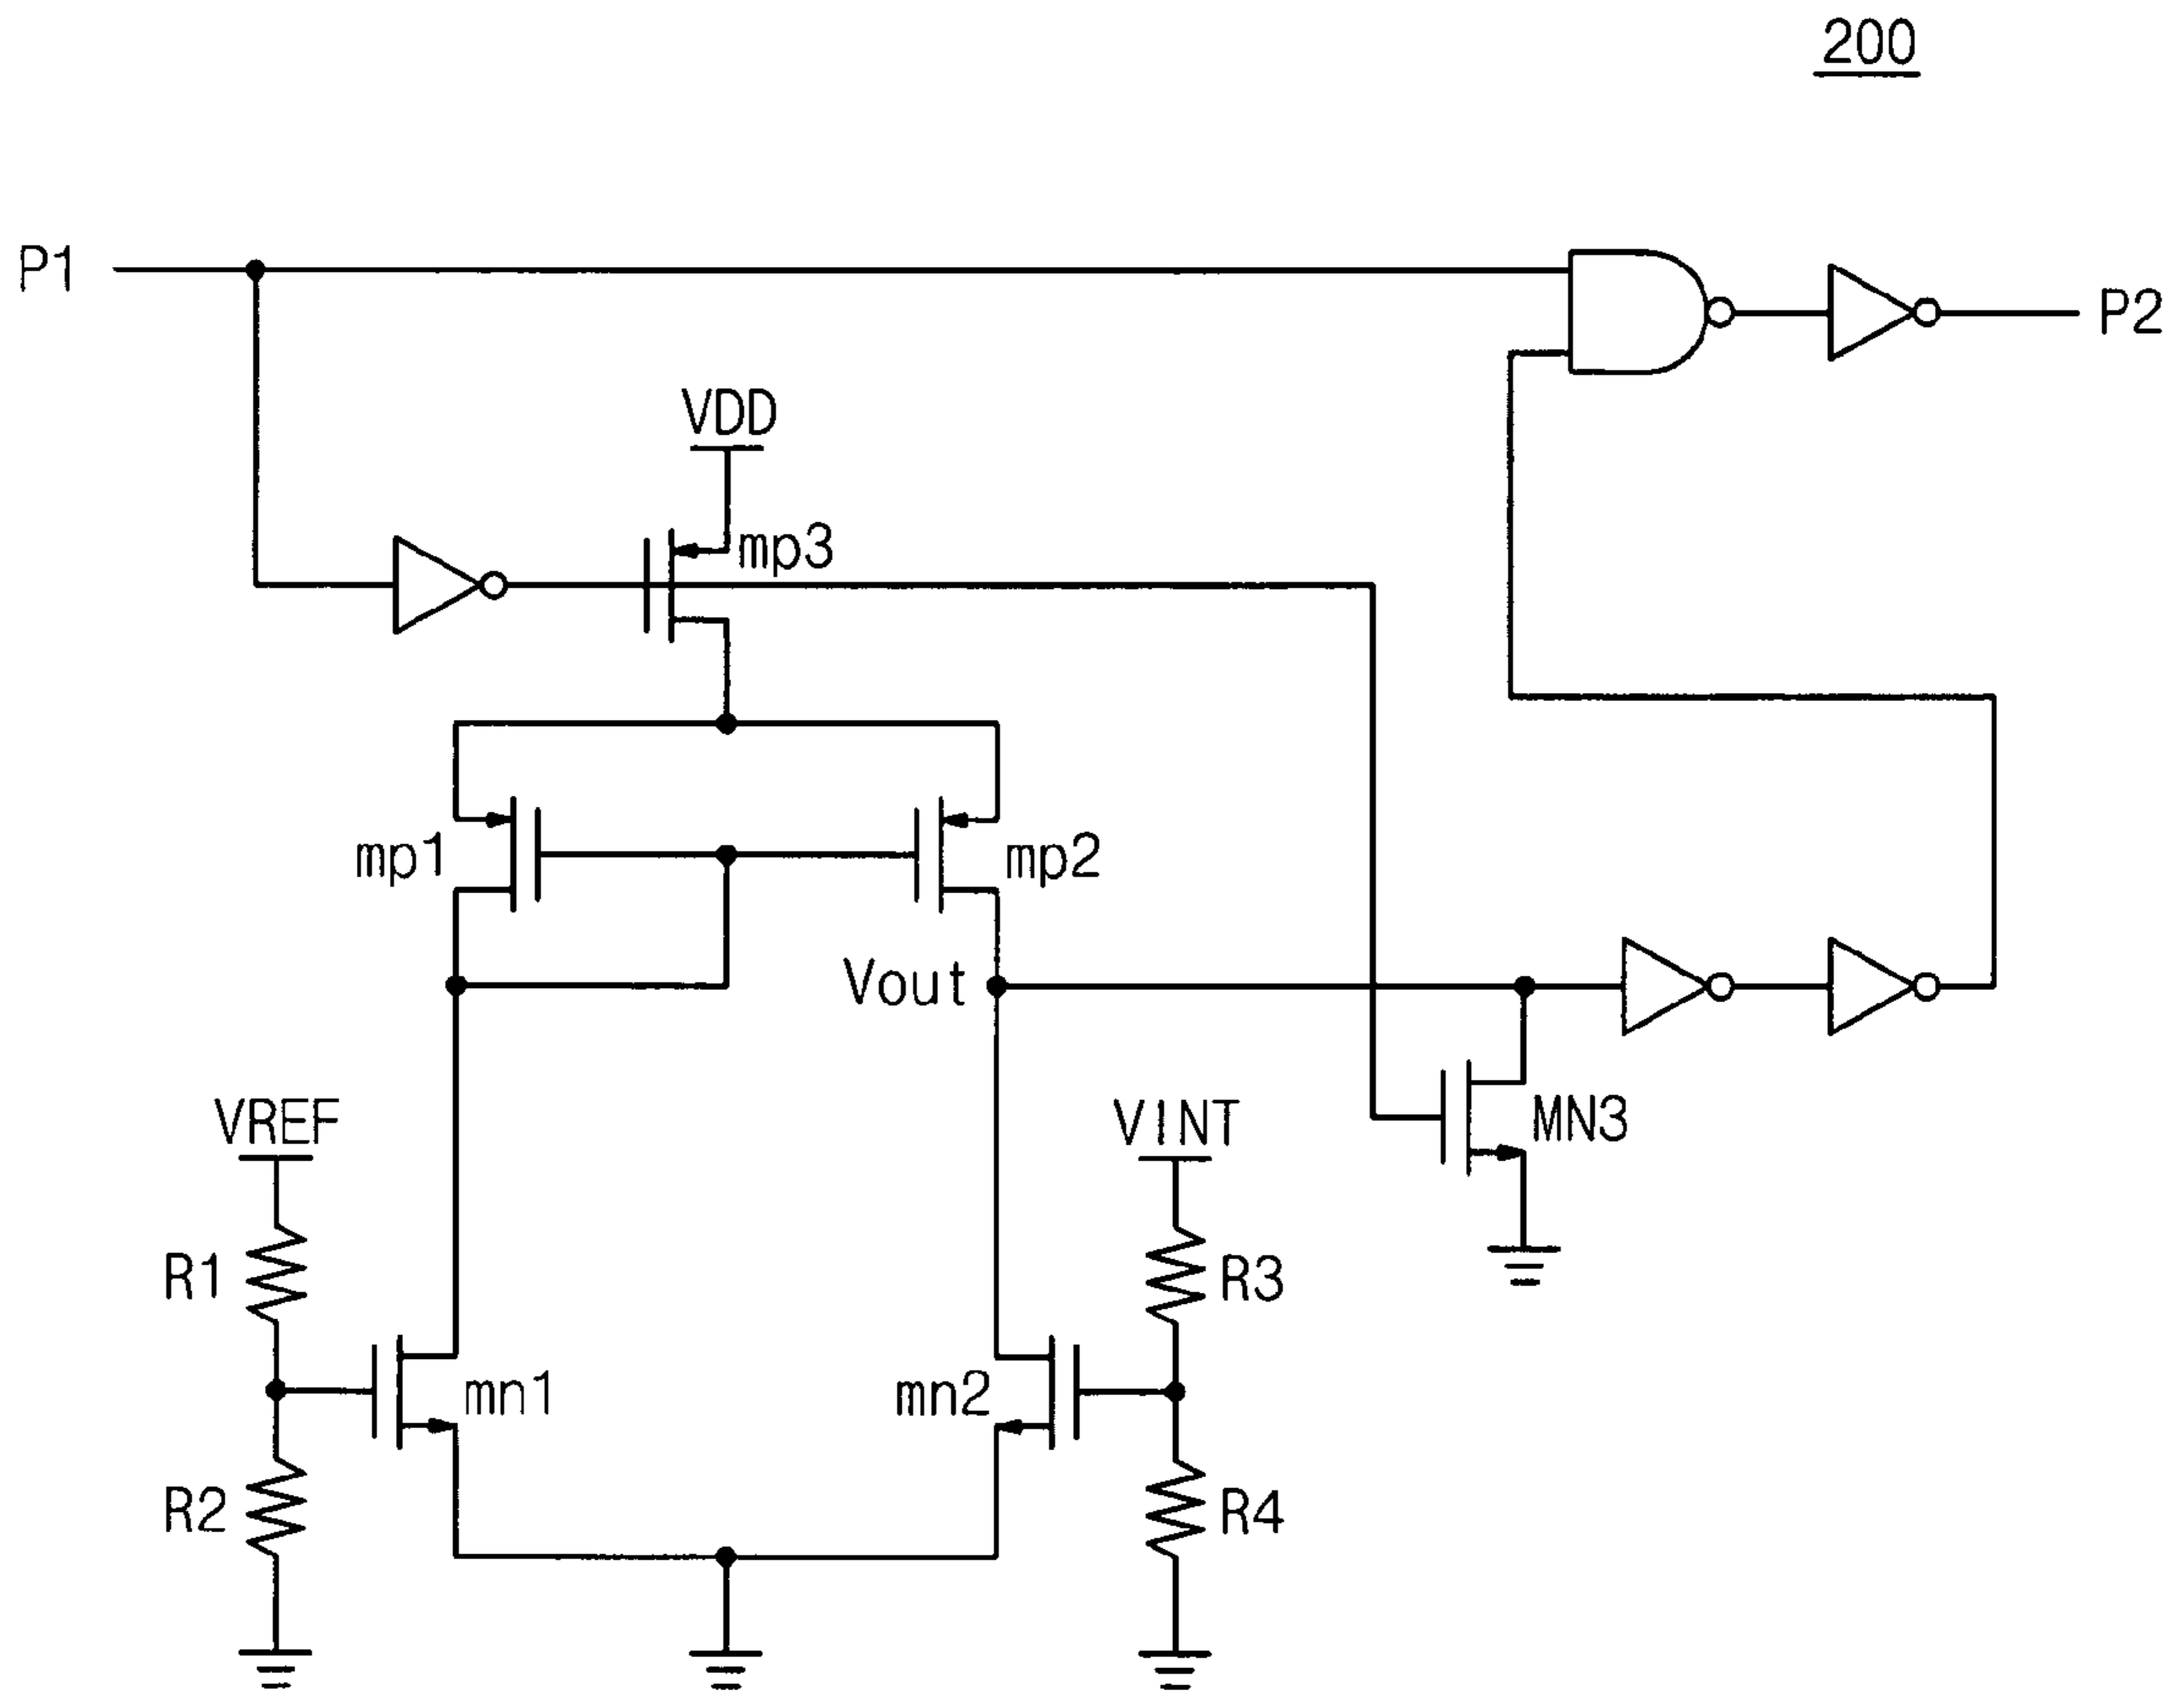 200
P1
P2
VDD
mp3
mp1
mp2
Vout
VREF
VINT
MN3
R1
R3
mn1
mn2
R2
R4